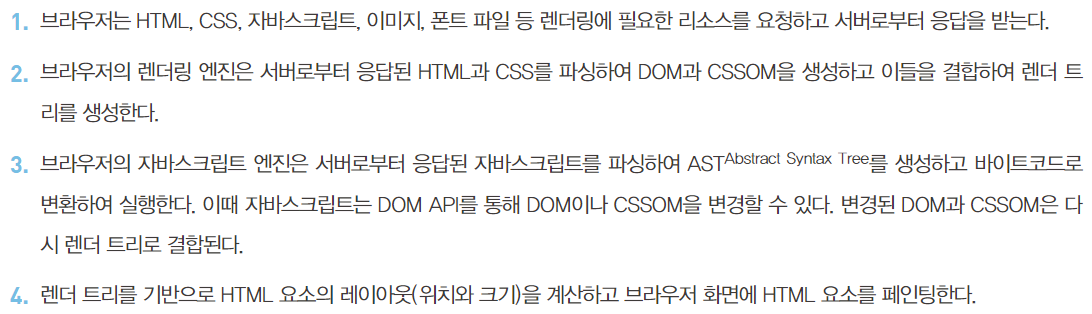 1. 브라우저는 HTML, CSS, 자바스크립트, 이미지, 폰트 파일 등 렌더링에 필요한 리소스를 요청하고 서버로부터 응답을 받는다.
2. 브라우저의 렌더링 엔진은 서버로부터 응답된 HTML과 CSS를 파싱하여 DOM과 CSSOM을 생성하고 이들을 결합하여 렌더 트
리를 생성한다.
3. 브라우저의 자바스크립트 엔진은 서버로부터 응답된 자바스크립트를 파싱하여 ASTAbstract Syntax Tree를 생성하고 바이트코드로
변환하여 실행한다. 이때 자바스크립트는 DOM API를 통해 DOM이나 CSSOM을 변경할 수 있다. 변경된 DOM과 CSSOM은 다
시 렌더 트리로 결합된다.
4. 렌더 트리를 기반으로 HTML 요소의 레이아웃(위치와 크기)을 계산하고 브라우저 화면에 HTML 요소를 페인팅한다.